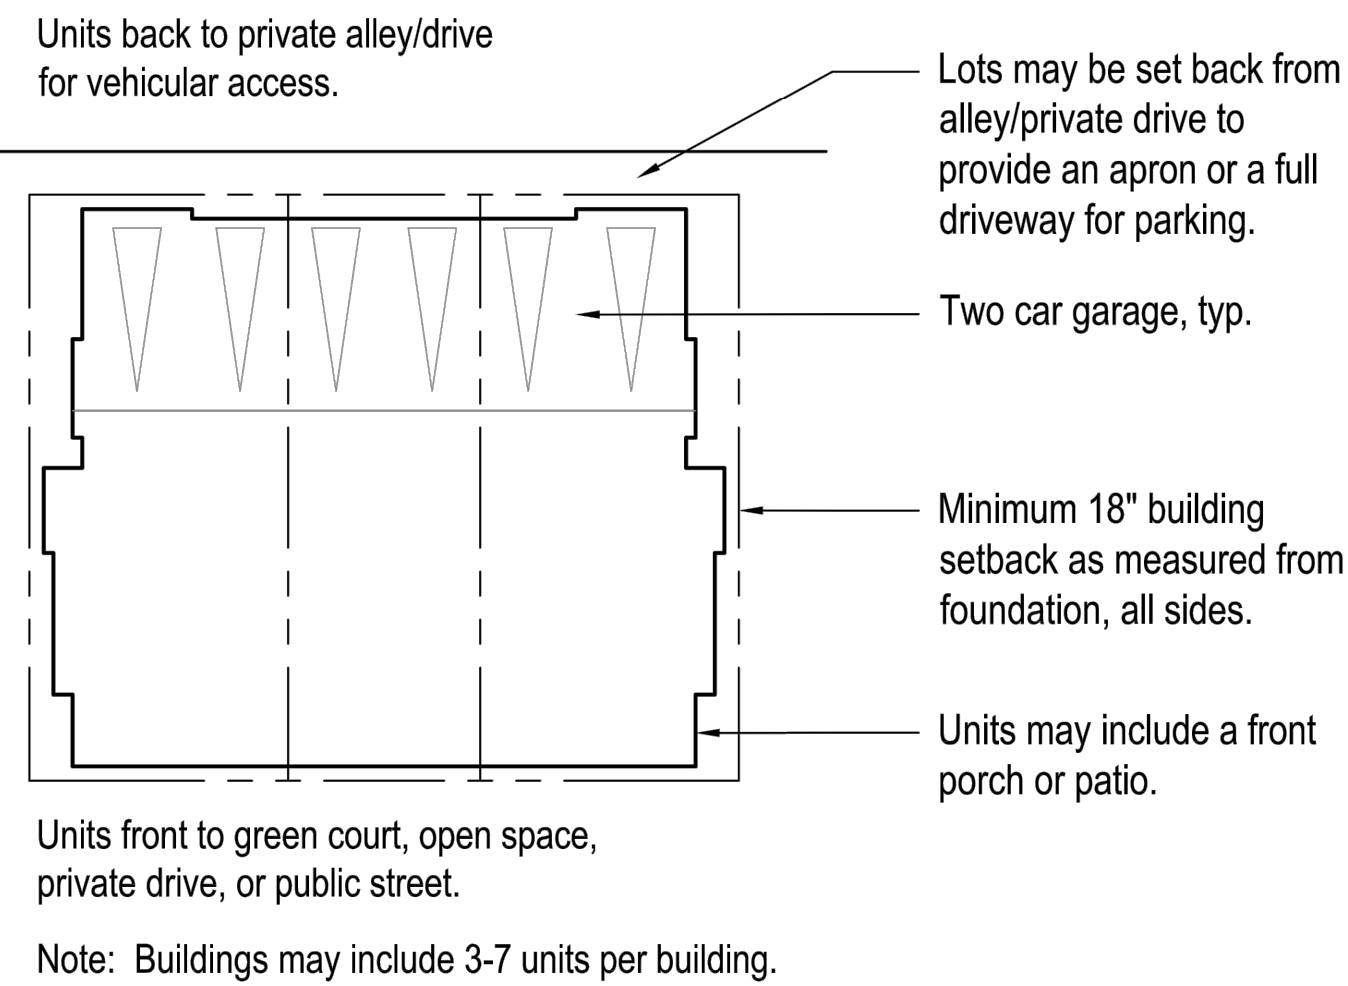 Units back to private alley/drive
for vehicular access.
Lots may be set back from
alley/private drive to
provide an apron or a full
driveway for parking.
Two car garage, typ.
Minimum 18" building
setback as measured from
foundation, all sides.
Units may include a front
porch or patio.
Units front to green court, open space,
private drive, or public street.
Note:  Buildings may include 3-7 units per building.